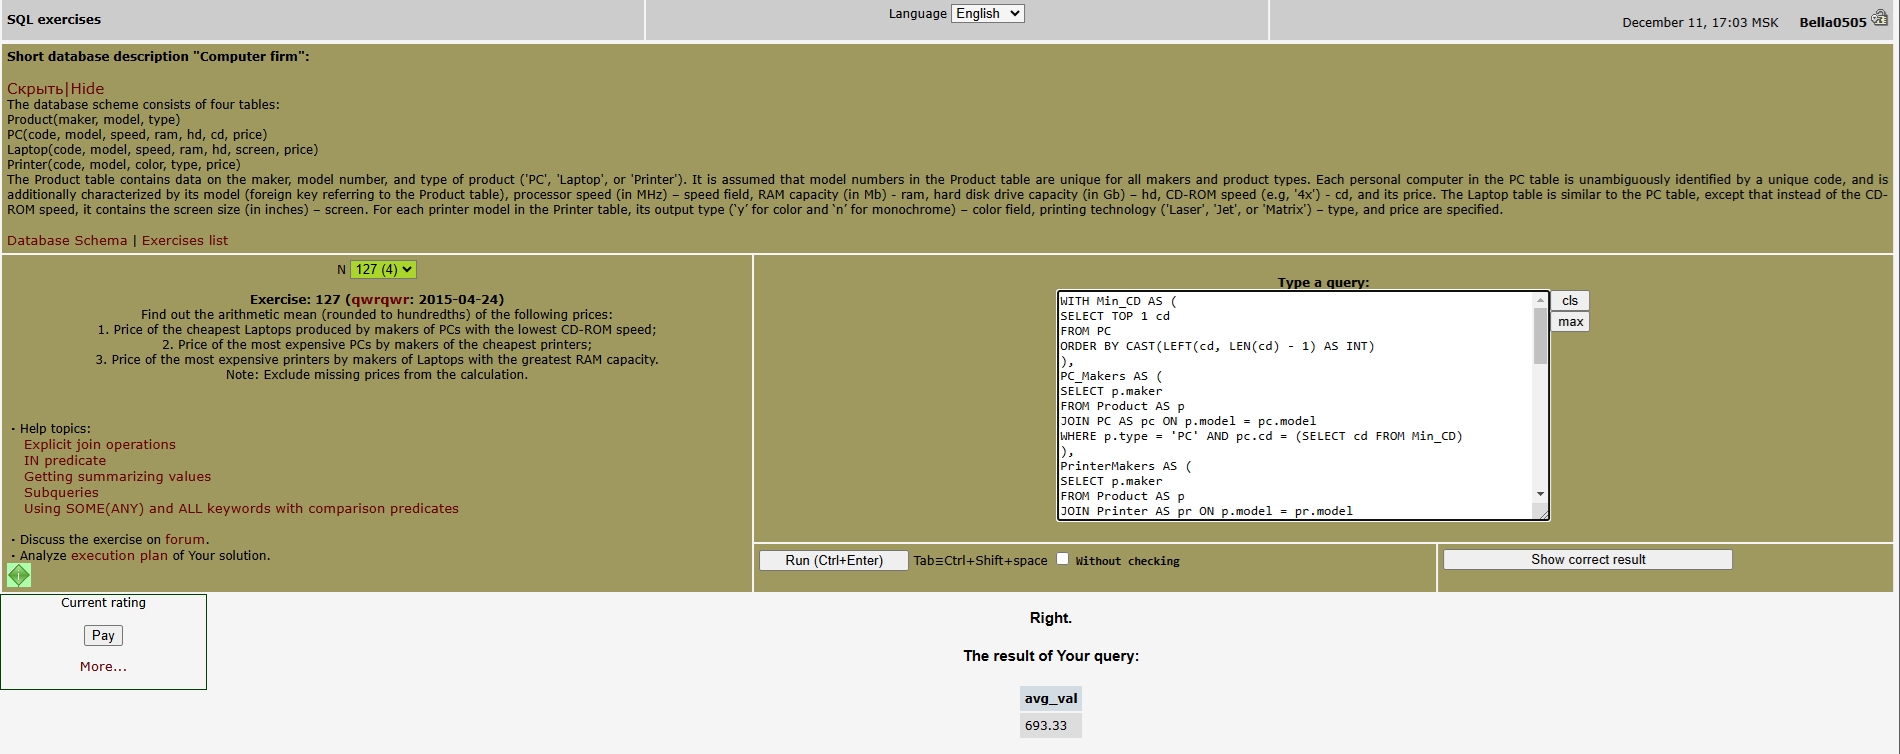 SQL exercises
Language English
December 11, 17:03 MSK Bella0505
Short database description "Computer firm":
Скрыть|Hide
The database scheme consists of four tables:
Product(maker, model, type)
PC(code, model, speed, ram, hd, cd, price)
Laptop(code, model, speed, ram, hd, screen, price)
Printer(code, model, color, type, price)
The Product table contains data on the maker, model number, and type of product ('PC', 'Laptop', or 'Printer'). It is assumed that model numbers in the Product table are unique for all makers and product types. Each personal computer in the PC table is unambiguously identified by a unique code, and is
additionally characterized by its model (foreign key referring to the Product table), processor speed (in MHz) – speed field, RAM capacity (in Mb) - ram, hard disk drive capacity (in Gb) – hd, CD-ROM speed (e.g, '4x') - cd, and its price. The Laptop table is similar to the PC table, except that instead of the CD-
ROM speed, it contains the screen size (in inches) – screen. For each printer model in the Printer table, its output type ('y' for color and 'n' for monochrome) – color field, printing technology ('Laser', 'Jet', or 'Matrix') – type, and price are specified.
Database Schema | Exercises list
N 127 (4)
Exercise: 127 (qwrqwr: 2015-04-24)
Find out the arithmetic mean (rounded to hundredths) of the following prices:
1. Price of the cheapest Laptops produced by makers of PCs with the lowest CD-ROM speed;
2. Price of the most expensive PCs by makers of the cheapest printers;
3. Price of the most expensive printers by makers of Laptops with the greatest RAM capacity.
Note: Exclude missing prices from the calculation.
· Help topics:
Explicit join operations
IN predicate
Getting summarizing values
Subqueries
Using SOME(ANY) and ALL keywords with comparison predicates
· Discuss the exercise on forum.
· Analyze execution plan of Your solution.
Type a query:
WITH Min_CD AS (
SELECT TOP 1 cd
FROM PC
ORDER BY CAST(LEFT(cd, LEN(cd) - 1) AS INT)
),
PC_Makers AS (
SELECT p.maker
FROM Product AS p
JOIN PC AS pc ON p.model = pc.model
WHERE p.type = 'PC' AND pc.cd = (SELECT cd FROM Min_CD)
),
PrinterMakers AS (
SELECT p.maker
FROM Product AS p
JOIN Printer AS pr ON p.model = pr.model
cls
max
Run (Ctrl+Enter) Tab≡Ctrl+Shift+space Without checking
Show correct result
Current rating
Pay
More...
Right.
The result of Your query:
avg_val
693.33